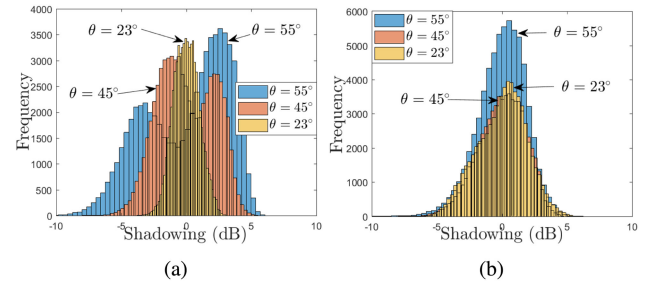 4000
3500
3000
2500
2000
1500
1000
500
0
Frequency
θ = 23°
θ = 55°
θ = 45°
θ = 55°
θ = 45°
θ = 23°
-10
-5
0
5
10
Shadowing (dB)
(a)
6000
5000
4000
3000
2000
1000
0
Frequency
θ = 55°
θ = 45°
θ = 23°
θ = 55°
θ = 23°
θ = 45°
-10
-5
0
5
10
Shadowing (dB)
(b)